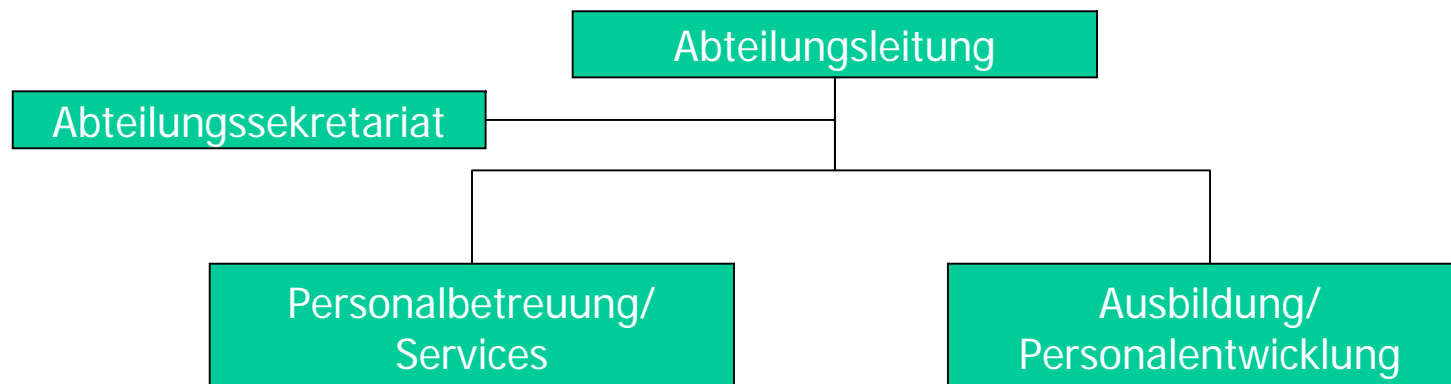 Abteilungsleitung
Abteilungssekretariat
Personalbetreuung/
Services
Ausbildung/
Personalentwicklung